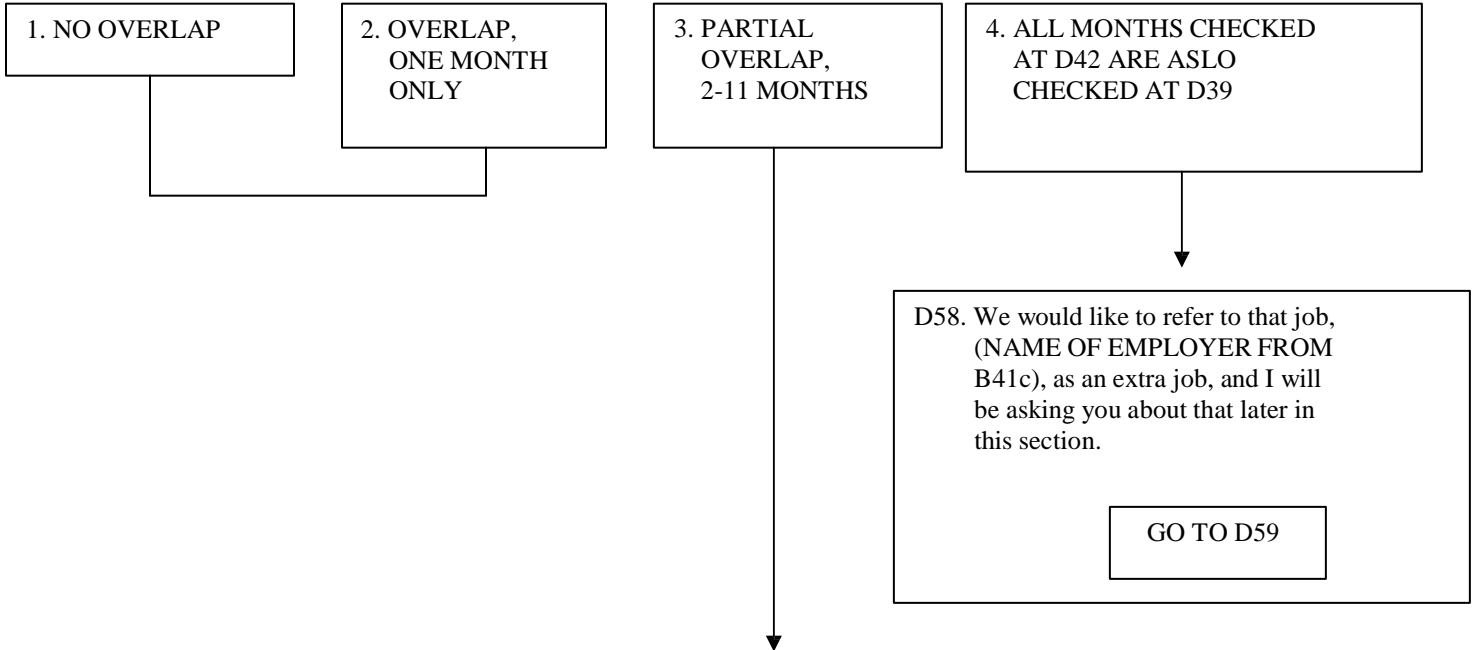 1. NO OVERLAP
2. OVERLAP,
ONE MONTH
ONLY
3. PARTIAL
OVERLAP,
2-11 MONTHS
4. ALL MONTHS CHECKED
AT D42 ARE ASLO
CHECKED AT D39
D58. We would like to refer to that job,
(NAME OF EMPLOYER FROM
B41c), as an extra job, and I will
be asking you about that later in
this section.
GO TO D59